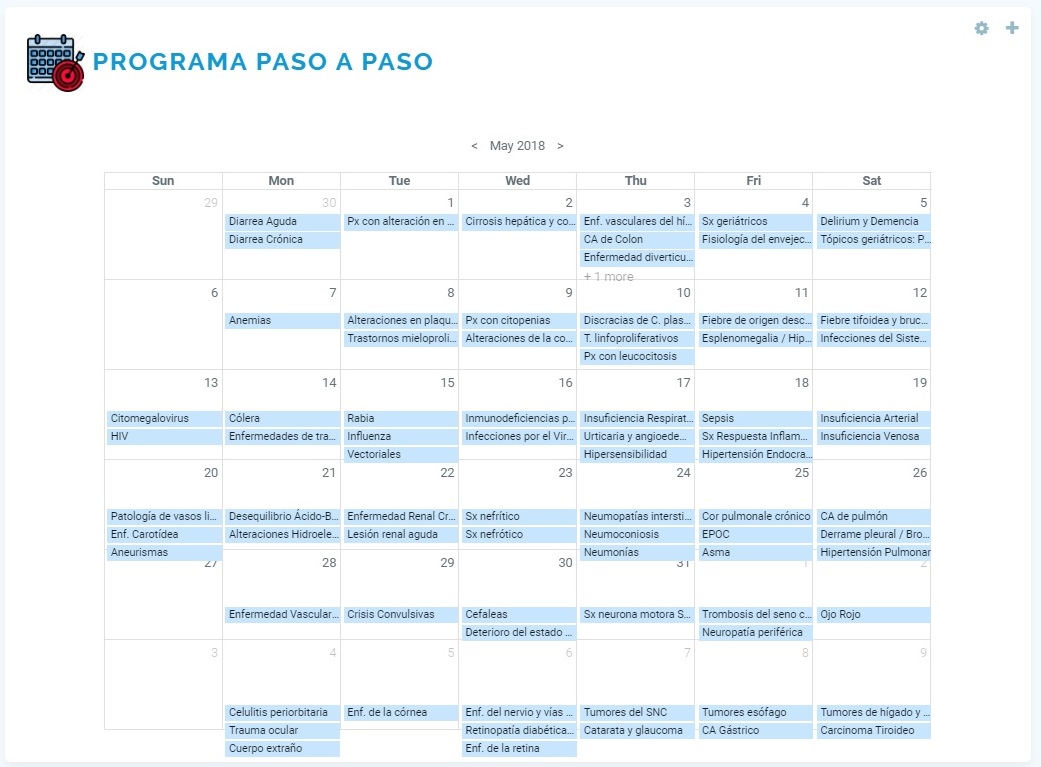 PROGRAMA PASO A PASO
< May 2018 >
Sun Mon Tue Wed Thu Fri Sat
29 30 1 2 3 4 5
Diarrea Aguda Px con alteración en ... Cirrosis hepática y co... Enf. vasculares del hí... Sx geriátricos Delirium y Demencia
Diarrea Crónica CA de Colon Fisiología del envejec... Tópicos geriátricos: P...
Enfermedad diverticu...
+ 1 more
6 7 8 9 10 11 12
Anemias Alteraciones en plaqu... Px con citopenias Discracias de C. plas... Fiebre de origen desc... Fiebre tifoidea y bruc...
Trastornos mieloproli... Alteraciones de la co... T. linfoproliferativos Esplenomegalia / Hip... Infecciones del Siste...
Px con leucocitosis
13 14 15 16 17 18 19
Citomegalovirus Cólera Rabia Inmunodeficiencias p... Insuficiencia Respirat... Sepsis Insuficiencia Arterial
HIV Enfermedades de tra... Influenza Infecciones por el Vir... Urticaria y angioede... Sx Respuesta Inflam... Insuficiencia Venosa
Vectoriales Hipersensibilidad Hipertensión Endocra...
20 21 22 23 24 25 26
Patología de vasos li... Desequilibrio Ácido-B... Enfermedad Renal Cr... Sx nefrítico Neumopatías intersti... Cor pulmonale crónico CA de pulmón
Enf. Carotídea Alteraciones Hidroele... Lesión renal aguda Sx nefrótico Neumoconiosis EPOC Derrame pleural / Bro...
Aneurismas Neumonías Asma Hipertensión Pulmonar
27 28 29 30 31 1 2
Enfermedad Vascular... Crisis Convulsivas Cefaleas Sx neurona motora S... Trombosis del seno c... Ojo Rojo
Deterioro del estado ... Neuropatía periférica
3 4 5 6 7 8 9
Celulitis periorbitaria Enf. de la córnea Enf. del nervio y vías ... Tumores del SNC Tumores esófago Tumores de hígado y ...
Trauma ocular Retinopatía diabética... Catarata y glaucoma CA Gástrico Carcinoma Tiroideo
Cuerpo extraño Enf. de la retina